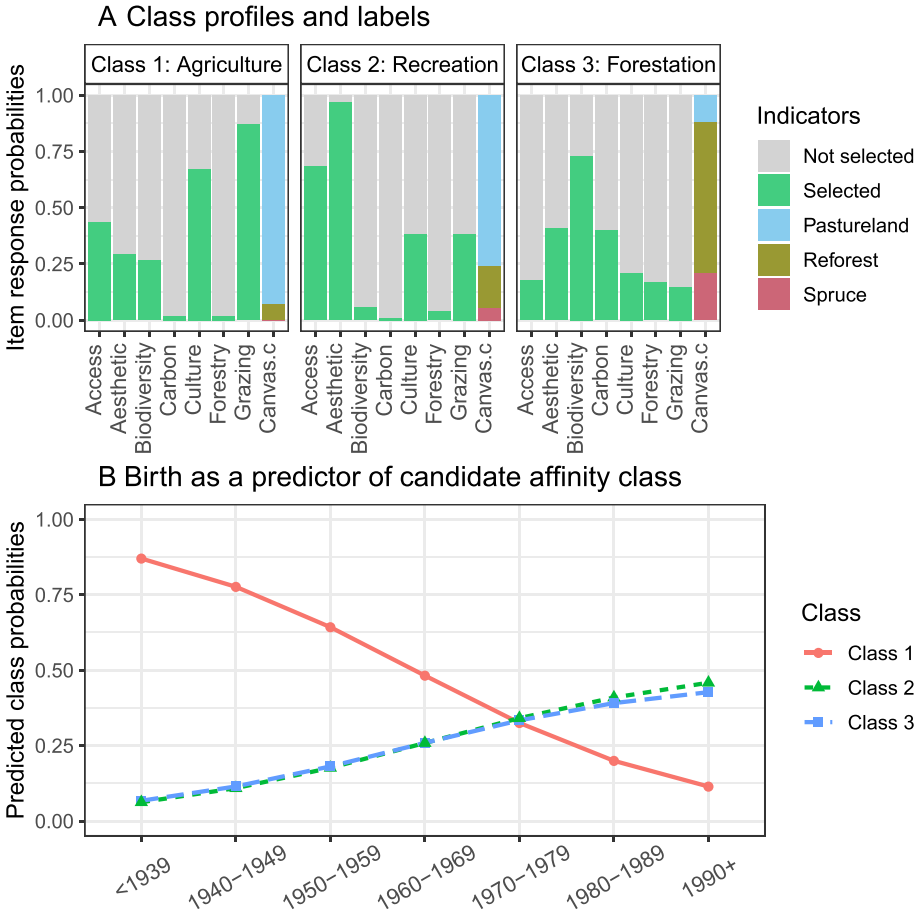 A Class profiles and labels
Class 1: Agriculture
Class 2: Recreation
Class 3: Forestation
Item response probabilities
1.00
0.75
0.50
0.25
0.00
Access
Aesthetic
Biodiversity
Carbon
Culture
Forestry
Grazing
Canvas.c
Access
Aesthetic
Biodiversity
Carbon
Culture
Forestry
Grazing
Canvas.c
Access
Aesthetic
Biodiversity
Carbon
Culture
Forestry
Grazing
Canvas.c
Indicators
Not selected
Selected
Pastureland
Reforest
Spruce
B Birth as a predictor of candidate affinity class
Predicted class probabilities
1.00
0.75
0.50
0.25
0.00
<1939
1940−1949
1950−1959
1960−1969
1970−1979
1980−1989
1990+
Class
Class 1
Class 2
Class 3